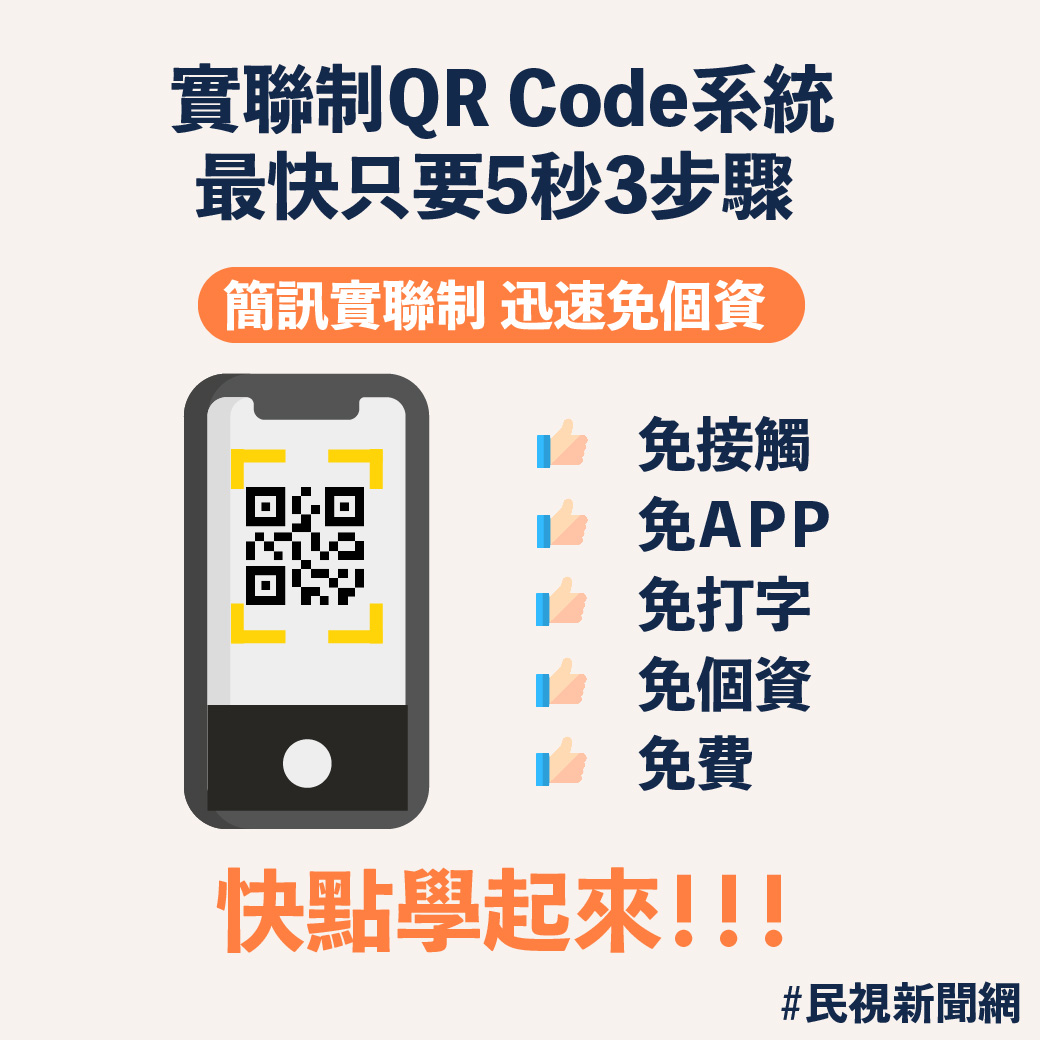 實聯制QR Code系統
最快只要5秒3步驟
簡訊實聯制 迅速免個資
免接觸
免APP
免打字
免個資
免費
快點學起來!!!
#民視新聞網